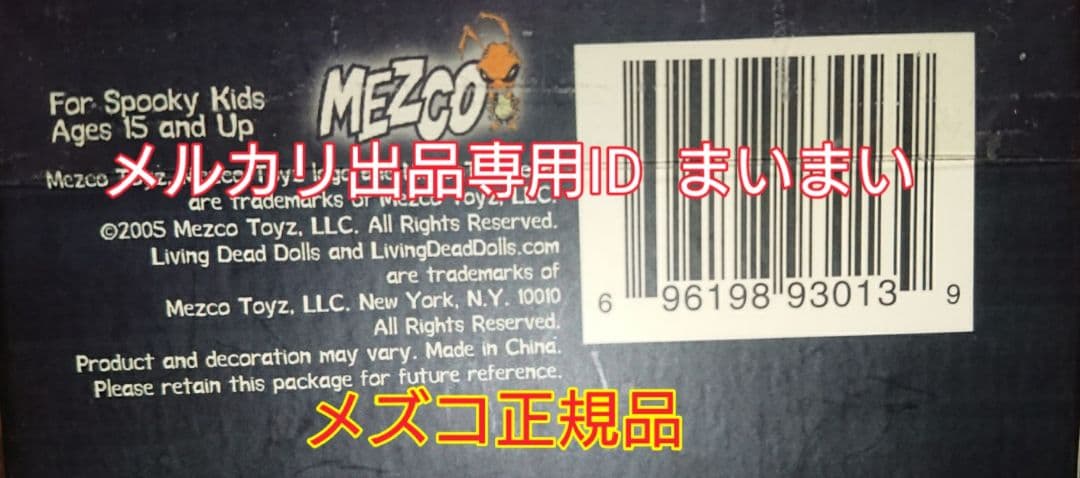 For Spooky Kids
Ages 15 and Up
MEZCO
メルカリ出品専用ID まいまい
Mezco
are trademarks of Mezco Toyz, LLC.
©2005 Mezco Toyz, LLC. All Rights Reserved.
Living Dead Dolls and LivingDeadDolls.com
are trademarks of
Mezco Toyz, LLC. New York, N.Y. 10010
All Rights Reserved.
Product and decoration may vary. Made in China.
Please retain this package for future reference.
6 96198 93013 9
メズコ正規品